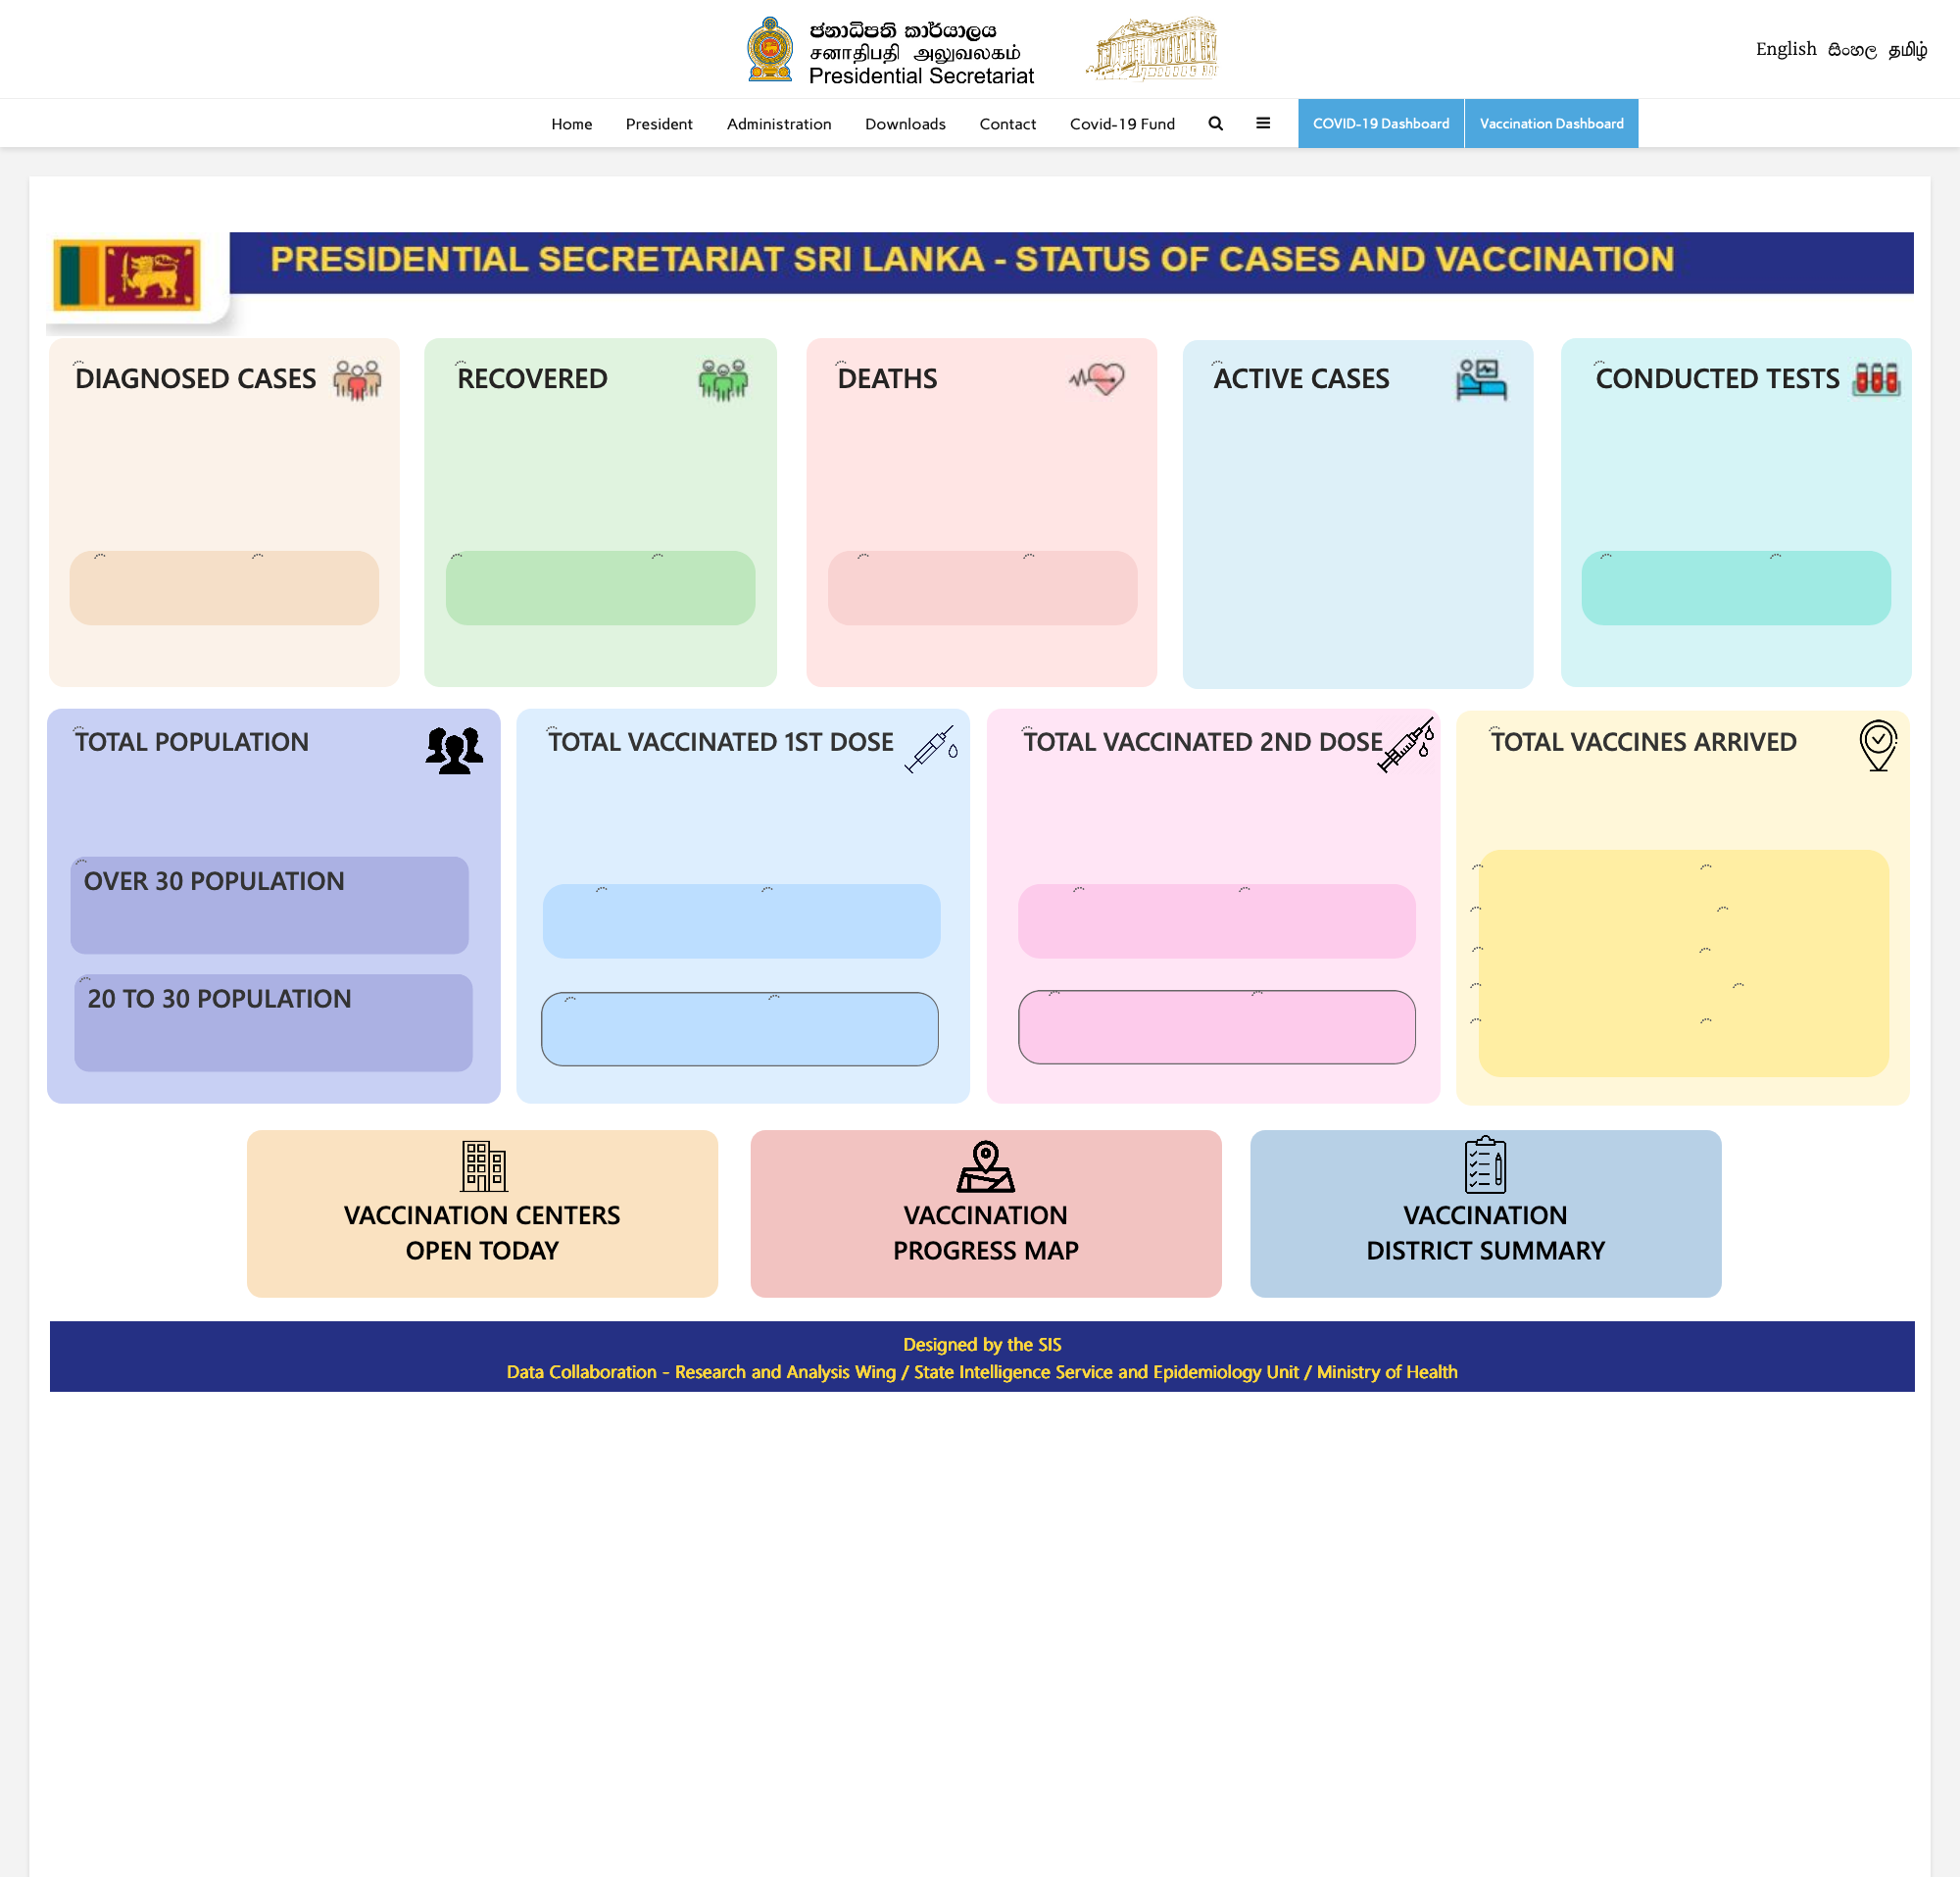 ජනාධිපති කාර්යාලය
சனாதிபதி அலுவலகம்
Presidential Secretariat
English සිංහල தமிழ்
Home President Administration Downloads Contact Covid-19 Fund COVID-19 Dashboard Vaccination Dashboard
PRESIDENTIAL SECRETARIAT SRI LANKA - STATUS OF CASES AND VACCINATION
DIAGNOSED CASES
RECOVERED
DEATHS
ACTIVE CASES
CONDUCTED TESTS
TOTAL POPULATION
OVER 30 POPULATION
20 TO 30 POPULATION
TOTAL VACCINATED 1ST DOSE
TOTAL VACCINATED 2ND DOSE
TOTAL VACCINES ARRIVED
VACCINATION CENTERS
OPEN TODAY
VACCINATION
PROGRESS MAP
VACCINATION
DISTRICT SUMMARY
Designed by the SIS
Data Collaboration - Research and Analysis Wing / State Intelligence Service and Epidemiology Unit / Ministry of Health